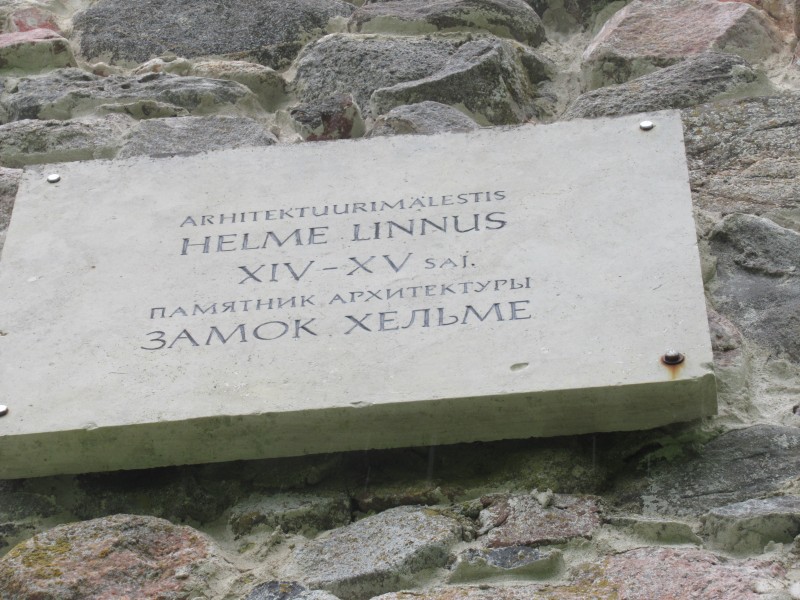 ARHITEKTUURIMÄLESTIS
HELME LINNUS
XIV-XV SAJ.
ПАМЯТНИК АРХИТЕКТУРЫ
ЗАМОК ХЕЛЬМЕ